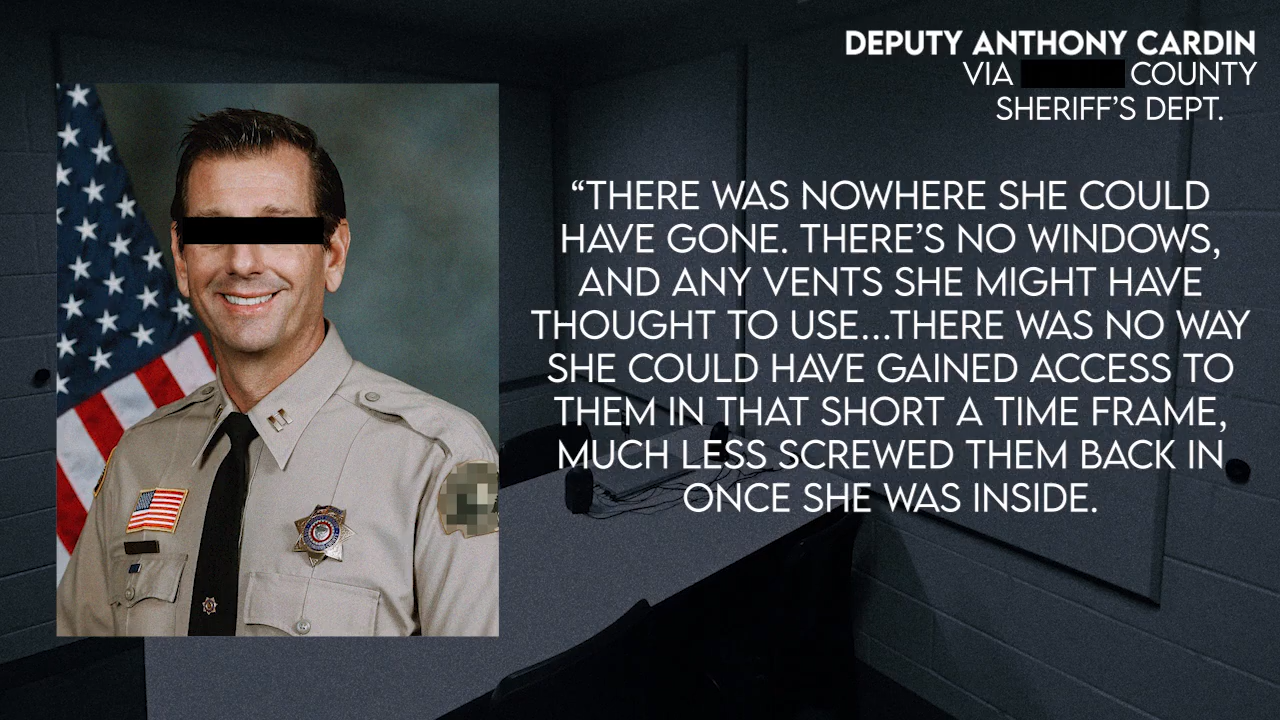 DEPUTY ANTHONY CARDIN
VIA COUNTY
SHERIFF'S DEPT.
“THERE WAS NOWHERE SHE COULD
HAVE GONE. THERE'S NO WINDOWS,
AND ANY VENTS SHE MIGHT HAVE
THOUGHT TO USE...THERE WAS NO WAY
SHE COULD HAVE GAINED ACCESS TO
THEM IN THAT SHORT A TIME FRAME,
MUCH LESS SCREWED THEM BACK IN
ONCE SHE WAS INSIDE.